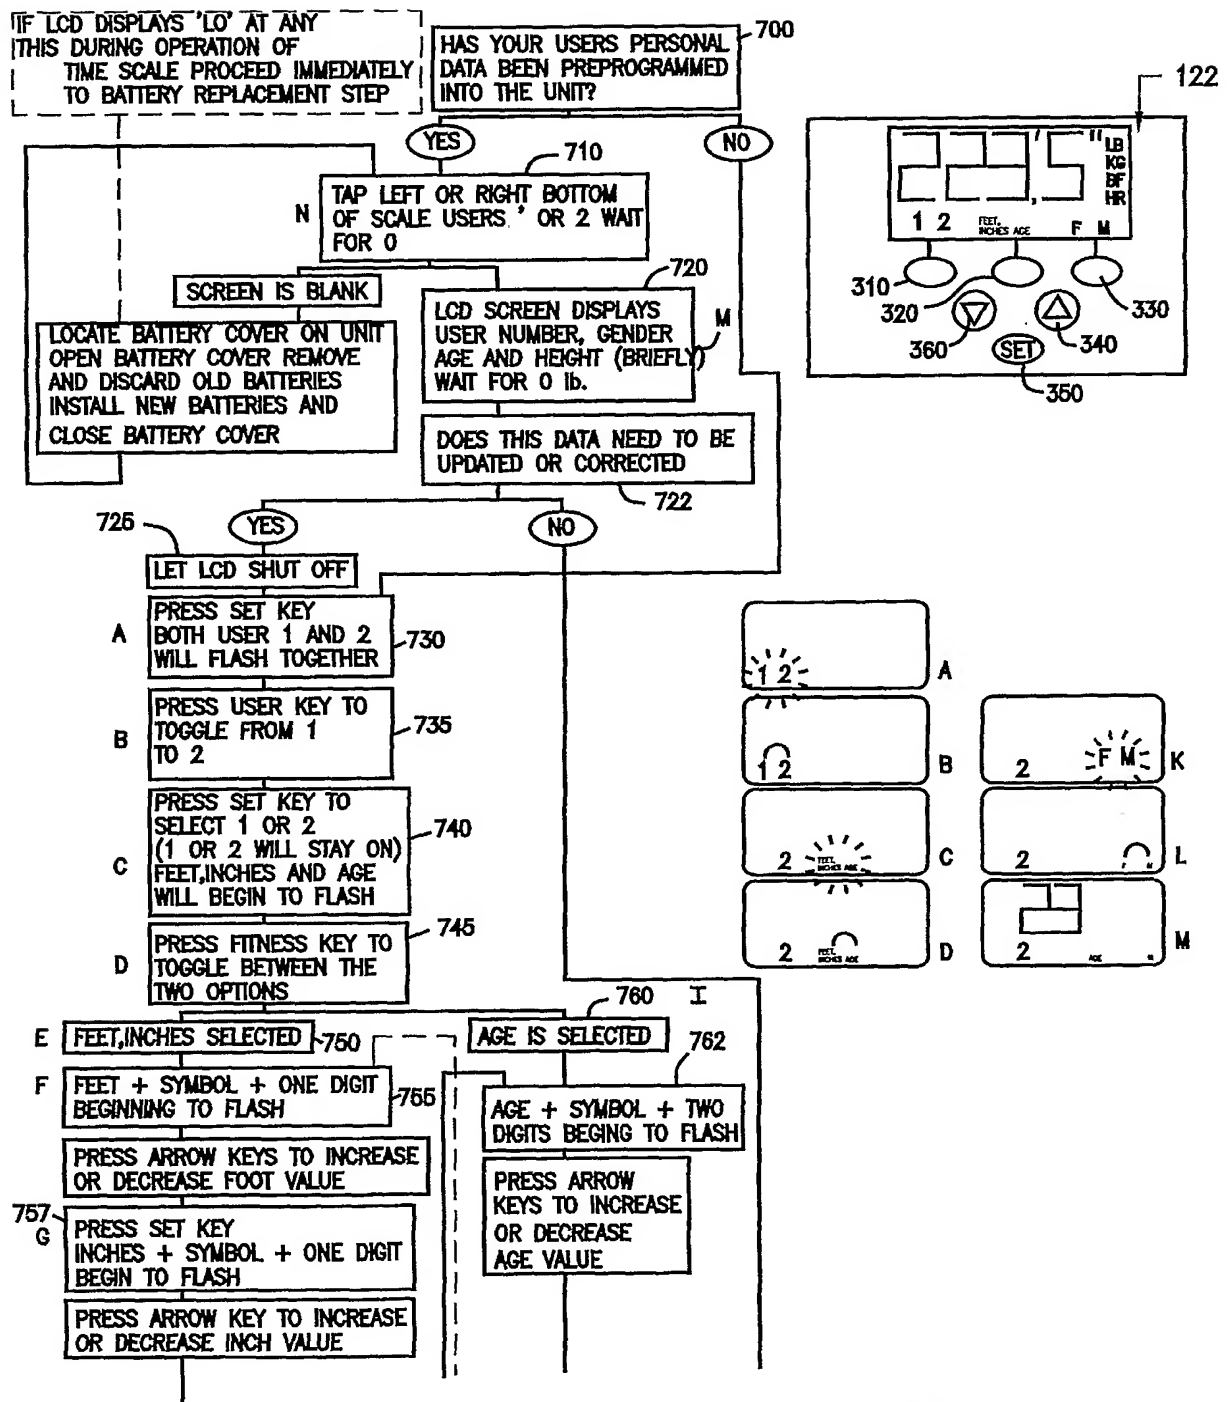 IF LCD DISPLAYS 'LO' AT ANY
THIS DURING OPERATION OF
TIME SCALE PROCEED IMMEDIATELY
TO BATTERY REPLACEMENT STEP
HAS YOUR USERS PERSONAL
DATA BEEN PREPROGRAMMED
INTO THE UNIT?
700
YES
NO
710
N
TAP LEFT OR RIGHT BOTTOM
OF SCALE USERS ' OR 2 WAIT
FOR 0
SCREEN IS BLANK
720
LCD SCREEN DISPLAYS
USER NUMBER, GENDER
AGE AND HEIGHT (BRIEFLY)
WAIT FOR 0 lb.
M
LOCATE BATTERY COVER ON UNIT
OPEN BATTERY COVER REMOVE
AND DISCARD OLD BATTERIES
INSTALL NEW BATTERIES AND
CLOSE BATTERY COVER
DOES THIS DATA NEED TO BE
UPDATED OR CORRECTED
722
725
YES
NO
LET LCD SHUT OFF
A
PRESS SET KEY
BOTH USER 1 AND 2
WILL FLASH TOGETHER
730
B
PRESS USER KEY TO
TOGGLE FROM 1
TO 2
735
C
PRESS SET KEY TO
SELECT 1 OR 2
(1 OR 2 WILL STAY ON)
FEET,INCHES AND AGE
WILL BEGIN TO FLASH
740
D
PRESS FITNESS KEY TO
TOGGLE BETWEEN THE
TWO OPTIONS
745
E
FEET,INCHES SELECTED
750
760
I
AGE IS SELECTED
762
F
FEET + SYMBOL + ONE DIGIT
BEGINNING TO FLASH
755
AGE + SYMBOL + TWO
DIGITS BEGING TO FLASH
PRESS ARROW KEYS TO INCREASE
OR DECREASE FOOT VALUE
PRESS ARROW
KEYS TO INCREASE
OR DECREASE
AGE VALUE
757
G
PRESS SET KEY
INCHES + SYMBOL + ONE DIGIT
BEGIN TO FLASH
PRESS ARROW KEY TO INCREASE
OR DECREASE INCH VALUE
122
' "
LB
KG
BF
HR
1 2
FEET,
INCHES AGE
F M
310
320
330
360
340
SET
350
1 2
A
1 2
B
2
FEET,
INCHES AGE
C
2
FEET,
INCHES AGE
D
2
F M
K
2
F M
L
2
AGE
M
M